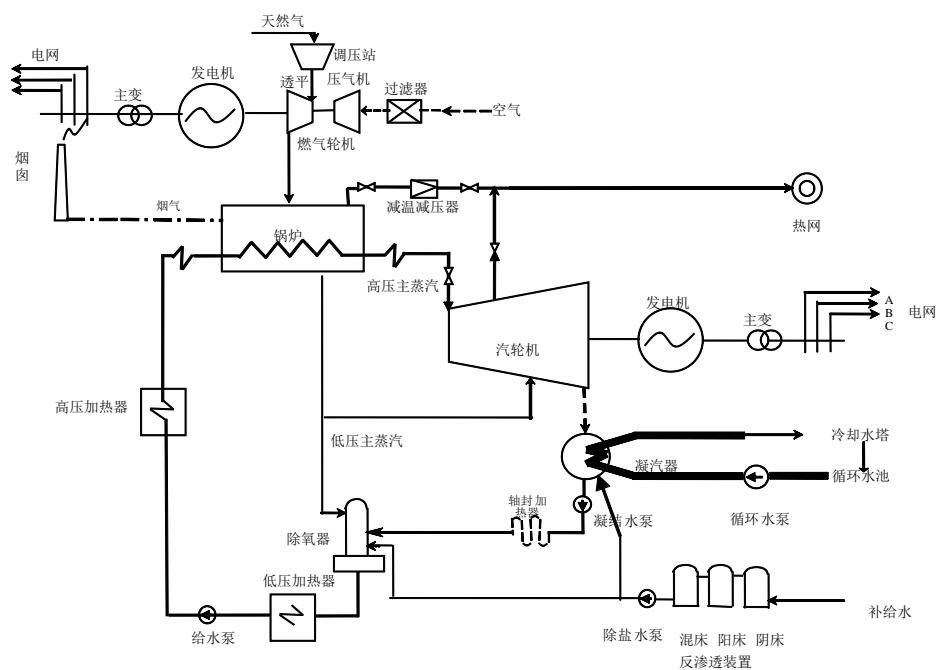 天然气
电网
调压站
发电机
透平
压气机
主变
过滤器
空气
燃气轮机
烟囱
烟气
减温减压器
锅炉
热网
高压主蒸汽
发电机
A
B
C
电网
主变
汽轮机
高压加热器
低压主蒸汽
冷却水塔
凝汽器
循环水池
轴封加
热器
凝结水泵
循环水泵
除氧器
低压加热器
补给水
给水泵
除盐水泵
混床 阳床 阴床
反渗透装置